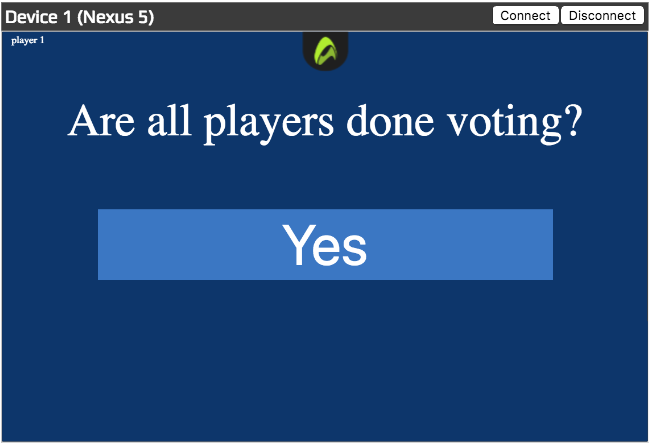 Device 1 (Nexus 5)
Connect
Disconnect
player 1
Are all players done voting?
Yes